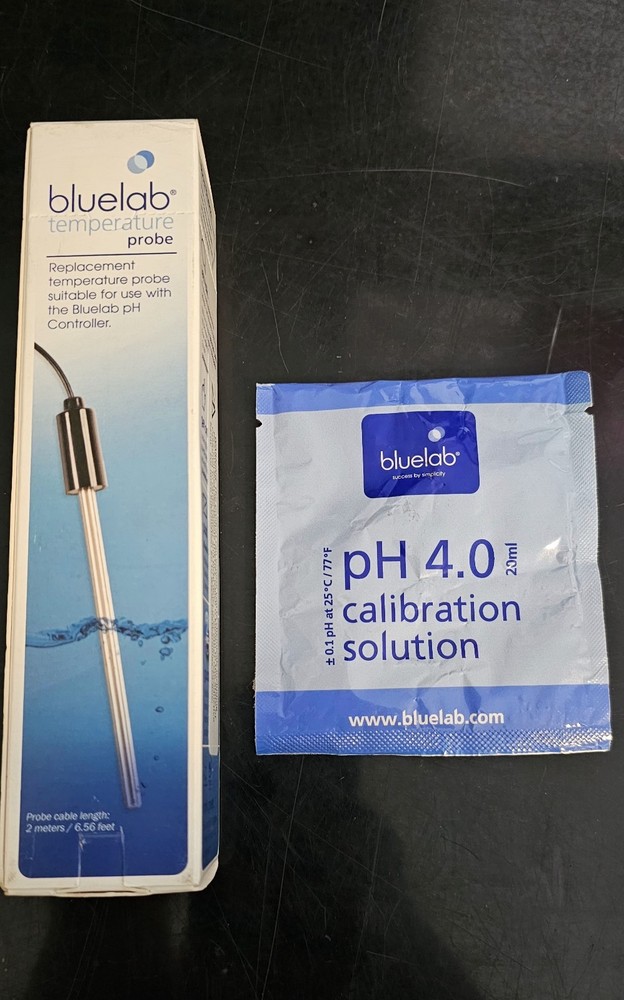 bluelab®
temperature
probe
Replacement
temperature probe
suitable for use with
the Bluelab pH
Controller.
Probe cable length:
2 meters / 6.56 feet
bluelab®
success by simplicity
± 0.1 pH at 25°C / 77°F
pH 4.0
20ml
calibration
solution
www.bluelab.com